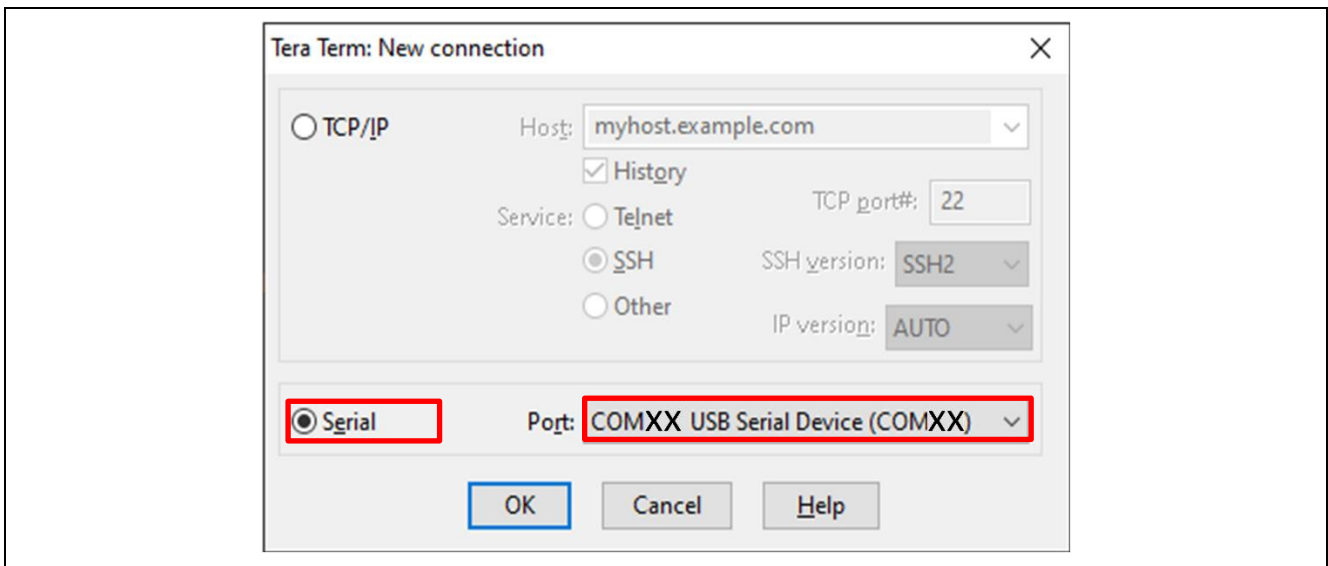 Tera Term: New connection
TCP/IP
Host: myhost.example.com
History
Service: Telnet
TCP port#: 22
SSH
SSH version: SSH2
Other
IP version: AUTO
Serial
Port: COMXX USB Serial Device (COMXX)
OK Cancel Help